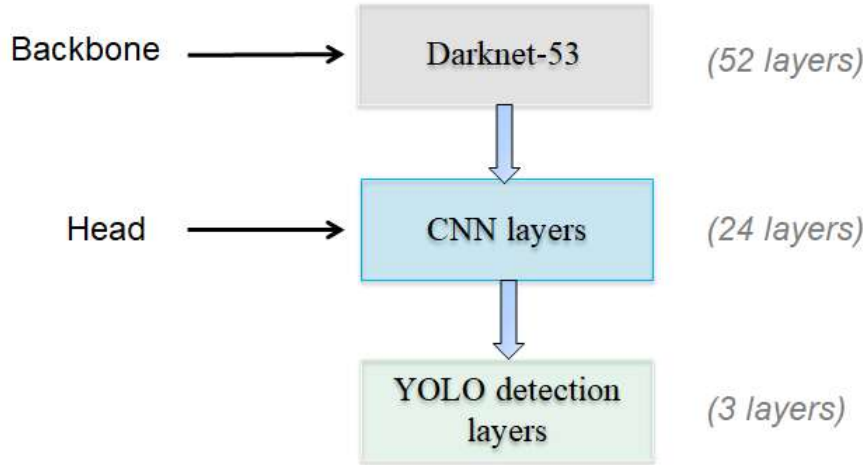 Backbone
Darknet-53
(52 layers)
Head
CNN layers
(24 layers)
YOLO detection
layers
(3 layers)